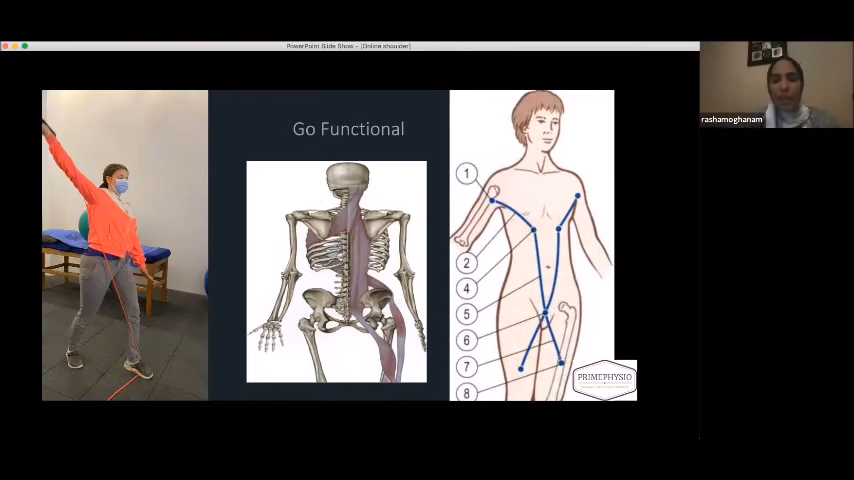 PowerPoint Slide Show - [Online shoulder]
rashamoghanam
Go Functional
1
2
4
5
6
7
8
PRIMEPHYSIO